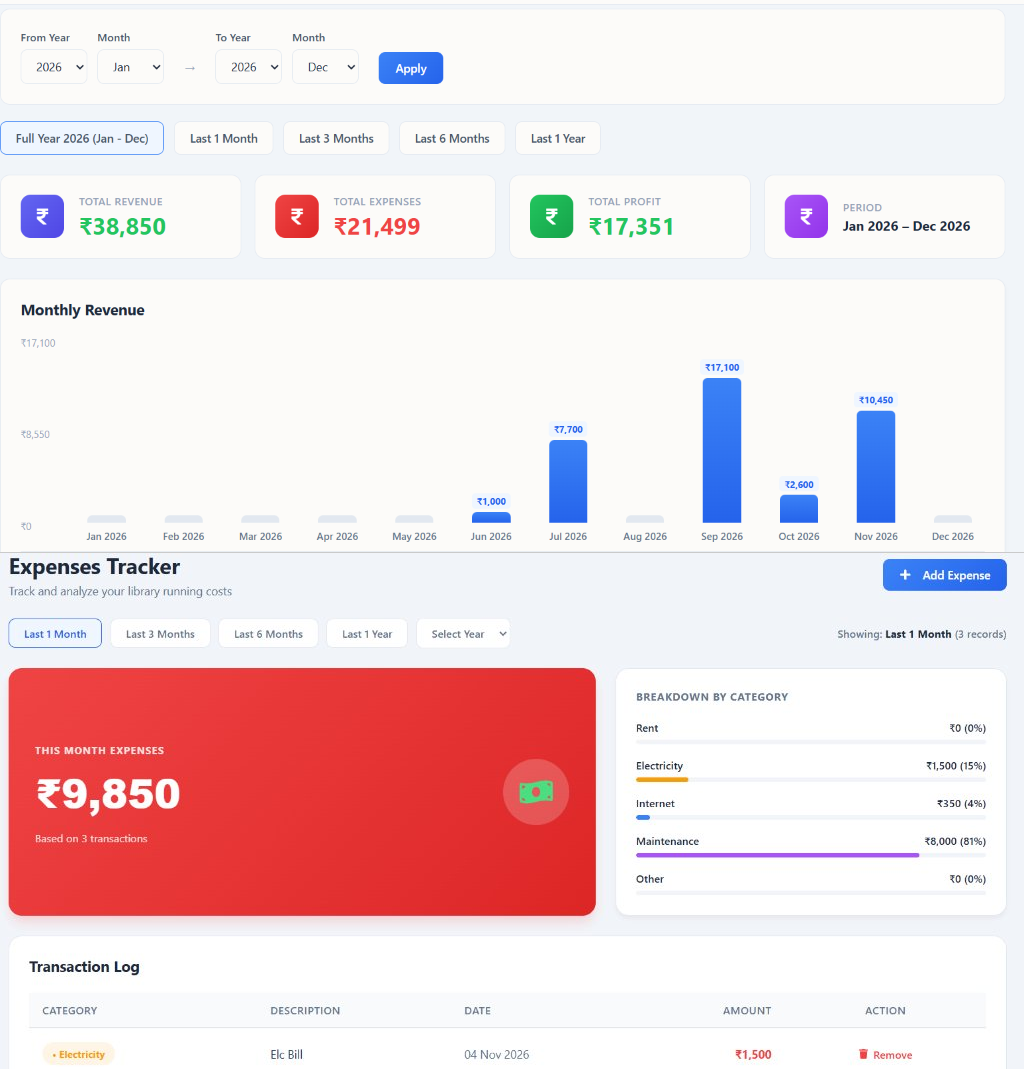 From Year Month To Year Month
2026 Jan → 2026 Dec Apply
Full Year 2026 (Jan - Dec) Last 1 Month Last 3 Months Last 6 Months Last 1 Year
₹ TOTAL REVENUE ₹38,850
₹ TOTAL EXPENSES ₹21,499
₹ TOTAL PROFIT ₹17,351
₹ PERIOD Jan 2026 – Dec 2026
Monthly Revenue
₹17,100
₹8,550
₹0
₹1,000
₹7,700
₹17,100
₹2,600
₹10,450
Jan 2026 Feb 2026 Mar 2026 Apr 2026 May 2026 Jun 2026 Jul 2026 Aug 2026 Sep 2026 Oct 2026 Nov 2026 Dec 2026
Expenses Tracker
+ Add Expense
Track and analyze your library running costs
Last 1 Month Last 3 Months Last 6 Months Last 1 Year Select Year Showing: Last 1 Month (3 records)
THIS MONTH EXPENSES
₹9,850
Based on 3 transactions
BREAKDOWN BY CATEGORY
Rent ₹0 (0%)
Electricity ₹1,500 (15%)
Internet ₹350 (4%)
Maintenance ₹8,000 (81%)
Other ₹0 (0%)
Transaction Log
CATEGORY DESCRIPTION DATE AMOUNT ACTION
• Electricity Elc Bill 04 Nov 2026 ₹1,500 Remove